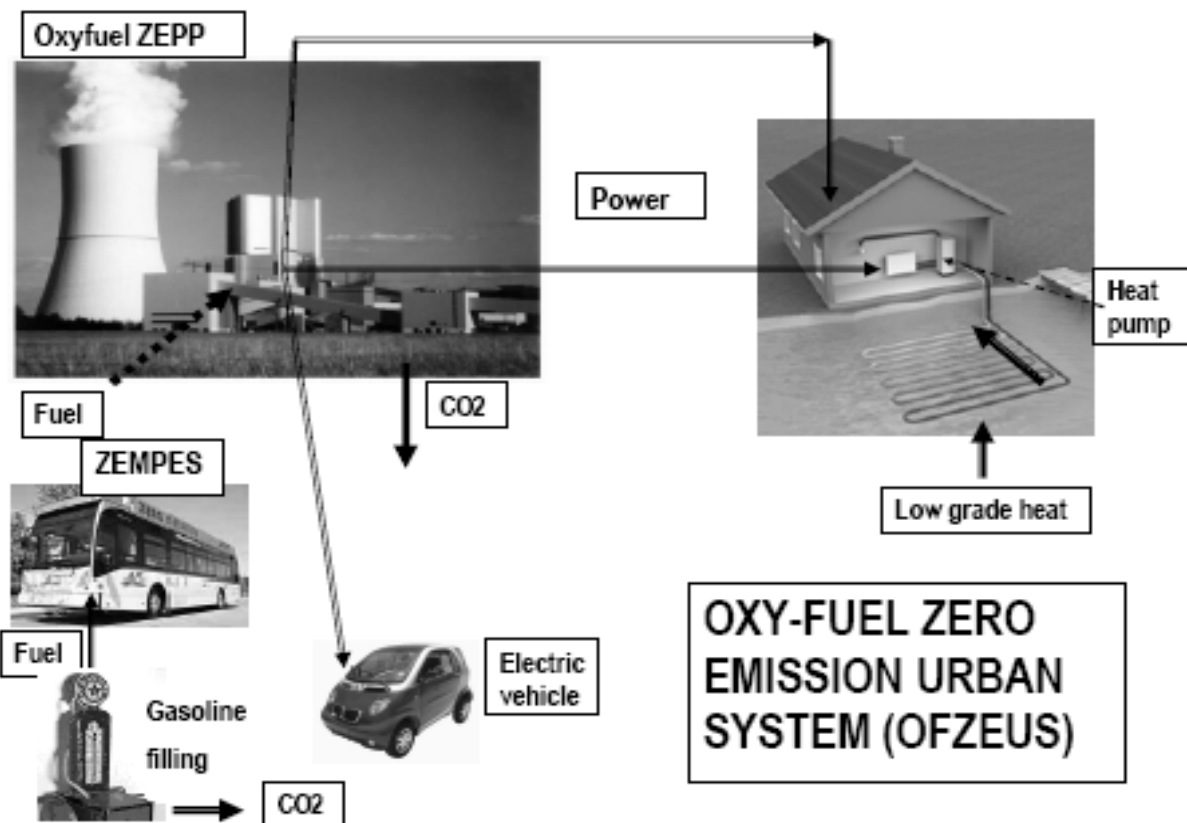 Oxyfuel ZEPP
Power
Heat
pump
Fuel
CO2
ZEMPES
Low grade heat
Fuel
Gasoline
filling
CO2
Electric
vehicle
OXY-FUEL ZERO
EMISSION URBAN
SYSTEM (OFZEUS)